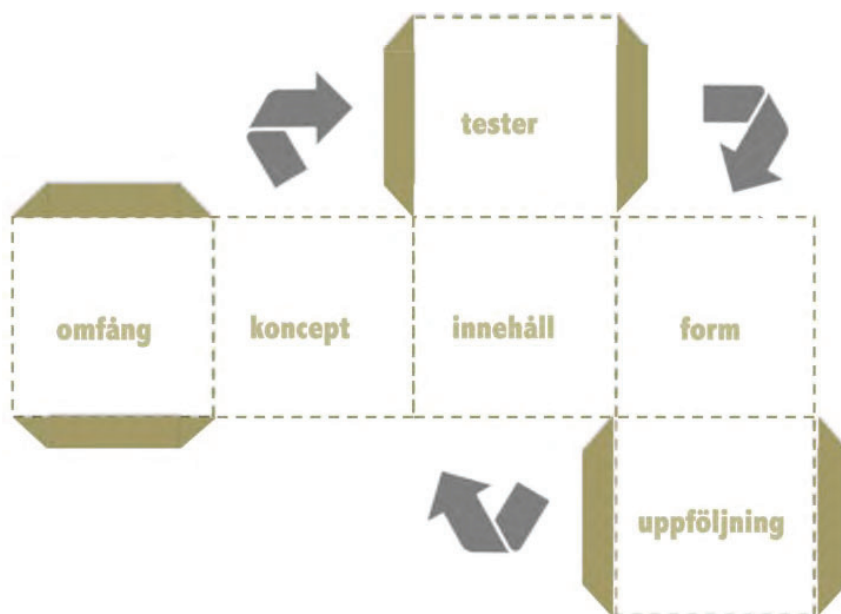 tester
omfång
koncept
innehåll
form
uppföljning